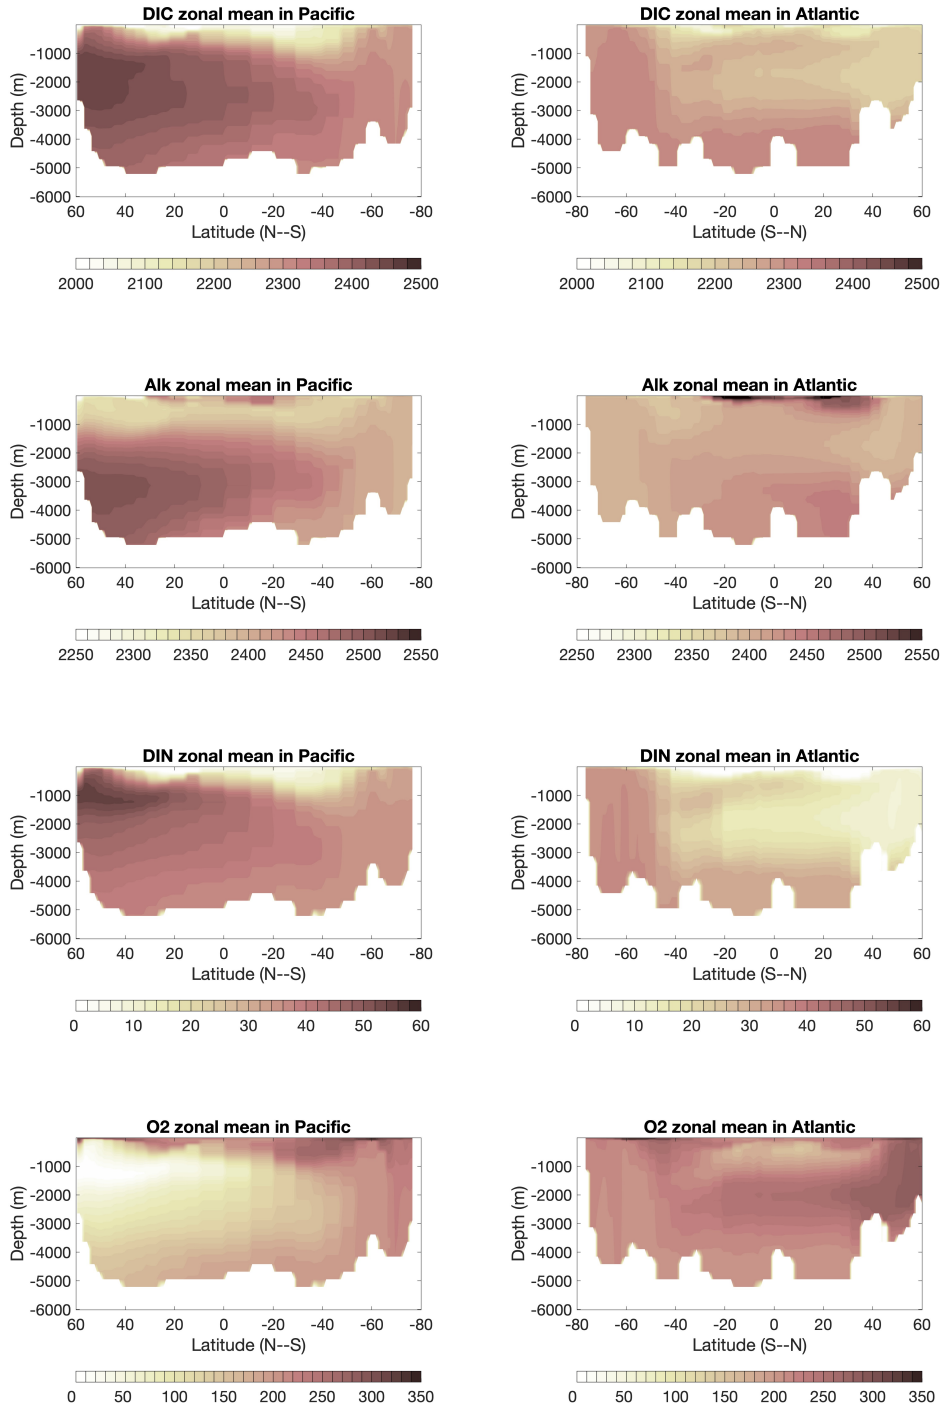 DIC zonal mean in Pacific
-1000
-2000
-3000
-4000
-5000
-6000
Depth (m)
60 40 20 0 -20 -40 -60 -80
Latitude (N--S)
2000 2100 2200 2300 2400 2500
DIC zonal mean in Atlantic
-1000
-2000
-3000
-4000
-5000
-6000
Depth (m)
-80 -60 -40 -20 0 20 40 60
Latitude (S--N)
2000 2100 2200 2300 2400 2500
Alk zonal mean in Pacific
-1000
-2000
-3000
-4000
-5000
-6000
Depth (m)
60 40 20 0 -20 -40 -60 -80
Latitude (N--S)
2250 2300 2350 2400 2450 2500 2550
Alk zonal mean in Atlantic
-1000
-2000
-3000
-4000
-5000
-6000
Depth (m)
-80 -60 -40 -20 0 20 40 60
Latitude (S--N)
2250 2300 2350 2400 2450 2500 2550
DIN zonal mean in Pacific
-1000
-2000
-3000
-4000
-5000
-6000
Depth (m)
60 40 20 0 -20 -40 -60 -80
Latitude (N--S)
0 10 20 30 40 50 60
DIN zonal mean in Atlantic
-1000
-2000
-3000
-4000
-5000
-6000
Depth (m)
-80 -60 -40 -20 0 20 40 60
Latitude (S--N)
0 10 20 30 40 50 60
O2 zonal mean in Pacific
-1000
-2000
-3000
-4000
-5000
-6000
Depth (m)
60 40 20 0 -20 -40 -60 -80
Latitude (N--S)
0 50 100 150 200 250 300 350
O2 zonal mean in Atlantic
-1000
-2000
-3000
-4000
-5000
-6000
Depth (m)
-80 -60 -40 -20 0 20 40 60
Latitude (S--N)
0 50 100 150 200 250 300 350